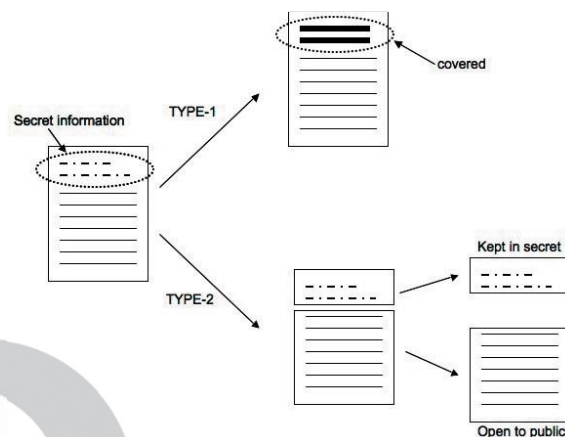 covered
TYPE-1
Secret information
Kept in secret
TYPE-2
Open to public